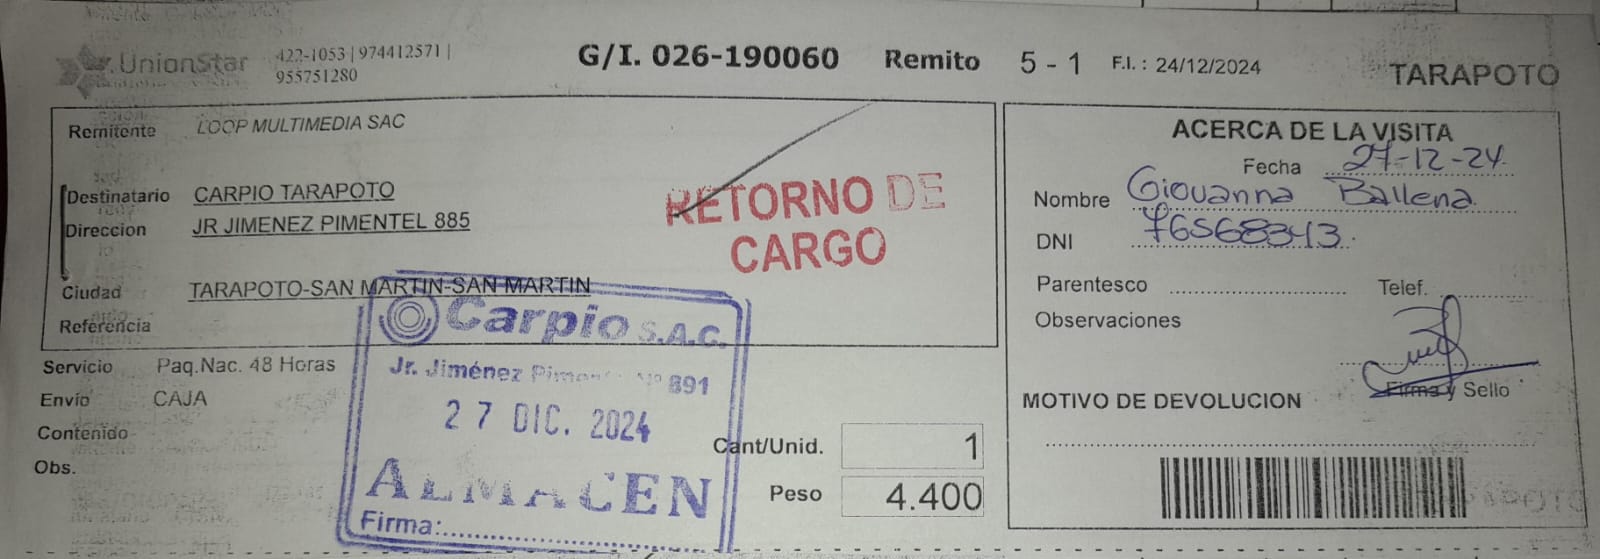 UnionStar
422-1053 | 974412571 |
955751280
G/I. 026-190060 Remito 5 - 1 F.I. : 24/12/2024
TARAPOTO
Remitente LOOP MULTIMEDIA SAC
Destinatario CARPIO TARAPOTO
Direccion JR JIMENEZ PIMENTEL 885
Ciudad TARAPOTO-SAN MARTIN-SAN MARTIN
Referencia
RETORNO DE
CARGO
Servicio Paq.Nac. 48 Horas
Envio CAJA
Contenido
Obs.
Carpio S.A.C.
Jr. Jiménez Pimentel Nº 891
27 DIC. 2024
ALMACEN
Firma:
Cant/Unid. 1
Peso 4.400
ACERCA DE LA VISITA
Fecha 27-12-24
Nombre Giovanna Ballena
DNI 76568343
Parentesco Telef.
Observaciones
Firma y Sello
MOTIVO DE DEVOLUCION